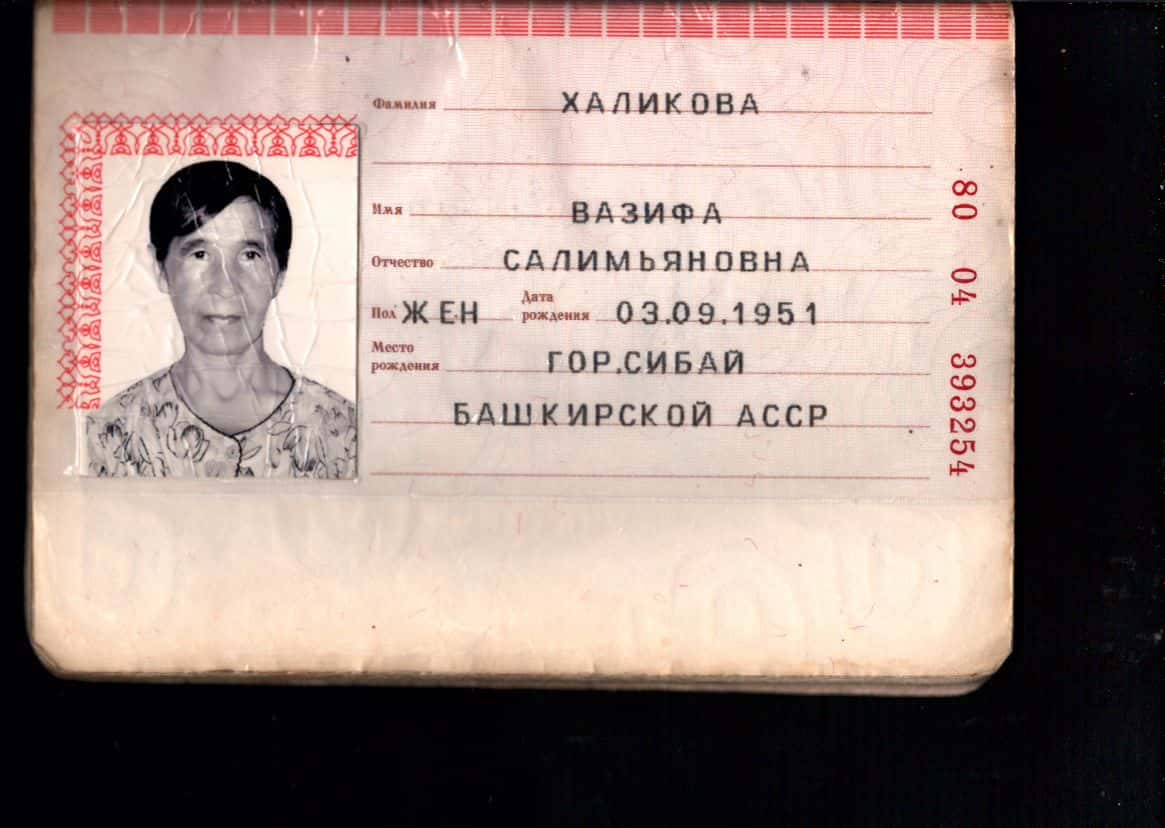 Фамилия ХАЛИКОВА
Имя ВАЗИФА
Отчество САЛИМЬЯНОВНА
Пол ЖЕН Дата рождения 03.09.1951
Место рождения ГОР.СИБАЙ
БАШКИРСКОЙ АССР
80 04 393254